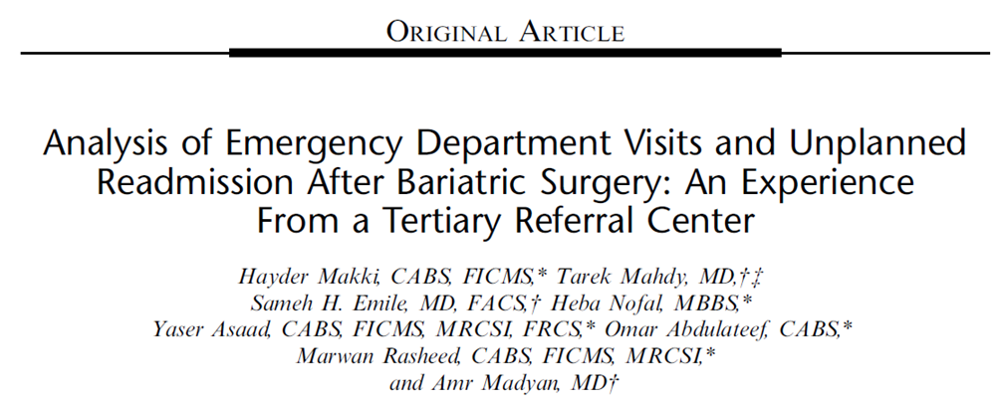 ORIGINAL ARTICLE
Analysis of Emergency Department Visits and Unplanned
Readmission After Bariatric Surgery: An Experience
From a Tertiary Referral Center
Hayder Makki, CABS, FICMS,* Tarek Mahdy, MD,†‡
Sameh H. Emile, MD, FACS,† Heba Nofal, MBBS,*
Yaser Asaad, CABS, FICMS, MRCSI, FRCS,* Omar Abdulateef, CABS,*
Marwan Rasheed, CABS, FICMS, MRCSI,*
and Amr Madyan, MD†